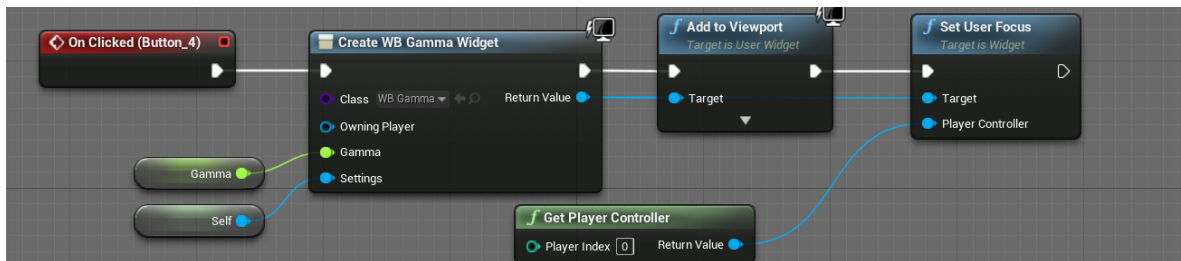 On Clicked (Button_4)
Create WB Gamma Widget
Class WB Gamma Return Value
Owning Player
Gamma
Settings
Gamma
Self
Add to Viewport
Target is User Widget
Target
Set User Focus
Target is Widget
Target
Player Controller
Get Player Controller
Player Index 0 Return Value